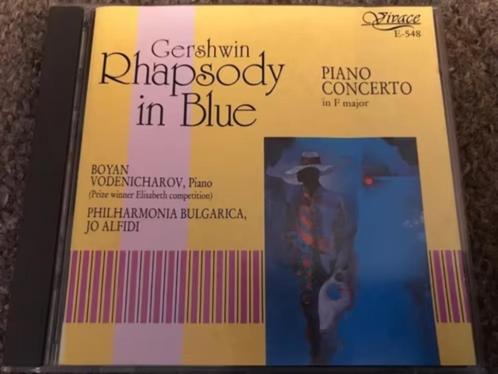 Vivace
E-548
Gershwin
Rhapsody
in Blue
PIANO
CONCERTO
in F major
BOYAN
VODENICHAROV, Piano
(Prize winner Elisabeth competition)
PHILHARMONIA BULGARICA,
JO ALFIDI